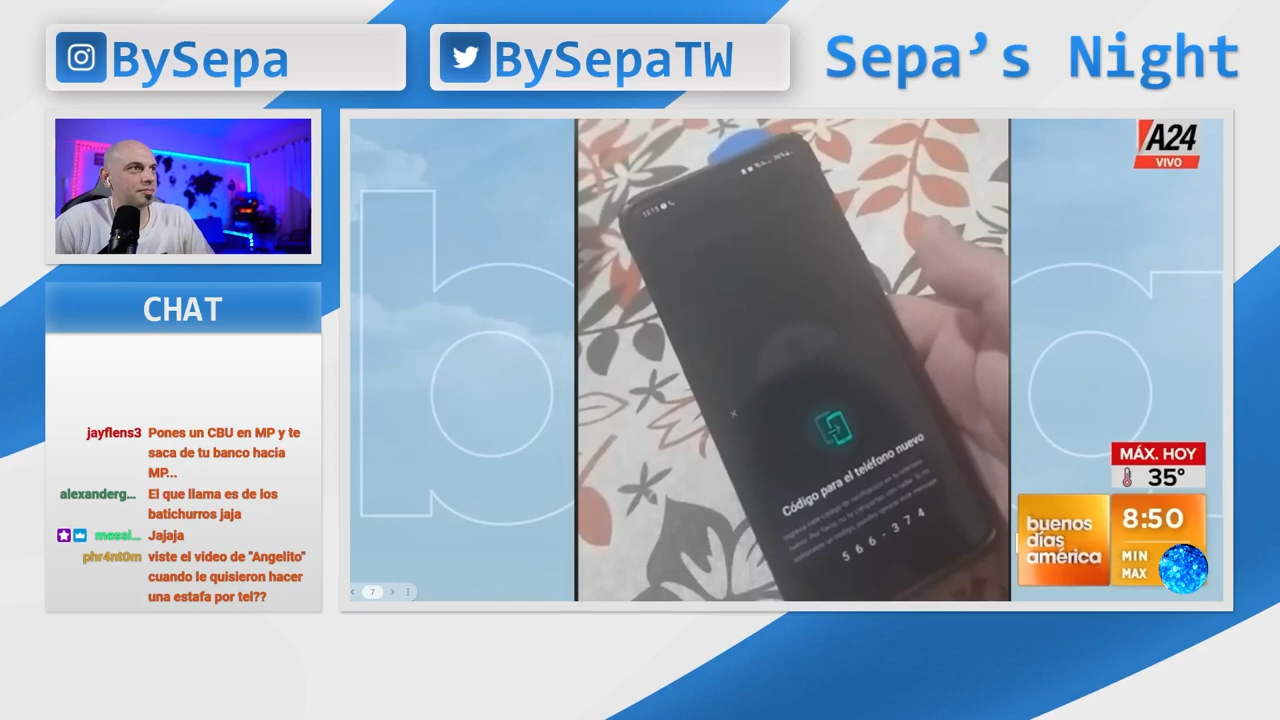 BySepa
BySepaTW
Sepa’s Night
A24
VIVO
CHAT
jayflens3 Pones un CBU en MP y te
saca de tu banco hacia
MP...
alexanderg... El que llama es de los
batichurros jaja
messi... Jajaja
phr4nt0m viste el video de "Angelito"
cuando le quisieron hacer
una estafa por tel??
Código para el teléfono nuevo
566-374
7
MÁX. HOY
35°
buenos
días
américa
8:50
MIN
MAX